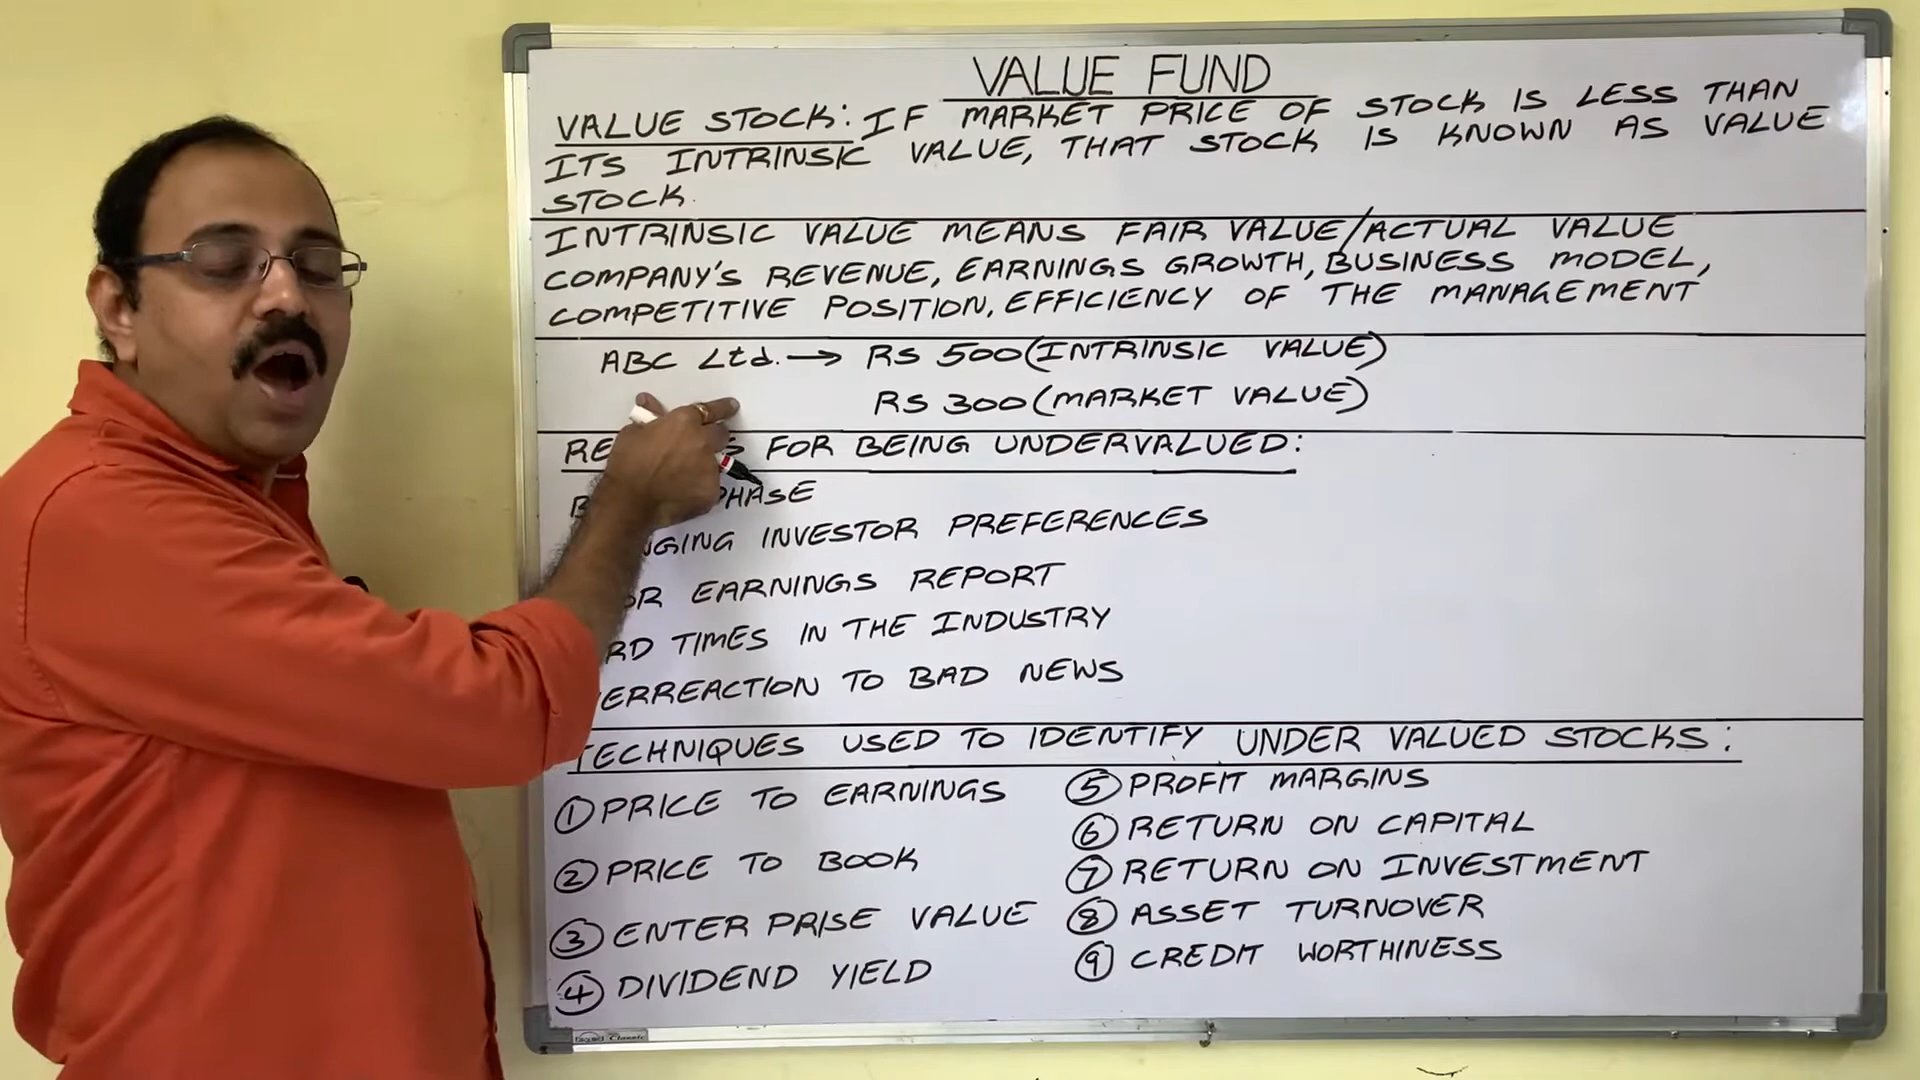 VALUE FUND
VALUE STOCK: IF MARKET PRICE OF STOCK IS LESS THAN
ITS INTRINSIC VALUE, THAT STOCK IS KNOWN AS VALUE
STOCK.
INTRINSIC VALUE MEANS FAIR VALUE/ACTUAL VALUE
COMPANY'S REVENUE, EARNINGS GROWTH, BUSINESS MODEL,
COMPETITIVE POSITION, EFFICIENCY OF THE MANAGEMENT
ABC Ltd. → RS 500 (INTRINSIC VALUE)
RS 300 (MARKET VALUE)
FOR BEING UNDERVALUED:
PHASE
INVESTOR PREFERENCES
EARNINGS REPORT
TIMES IN THE INDUSTRY
TO BAD NEWS
TECHNIQUES USED TO IDENTIFY UNDER VALUED STOCKS:
① PRICE TO EARNINGS
② PRICE TO BOOK
③ ENTER PRISE VALUE
④ DIVIDEND YIELD
⑤ PROFIT MARGINS
⑥ RETURN ON CAPITAL
⑦ RETURN ON INVESTMENT
⑧ ASSET TURNOVER
⑨ CREDIT WORTHINESS